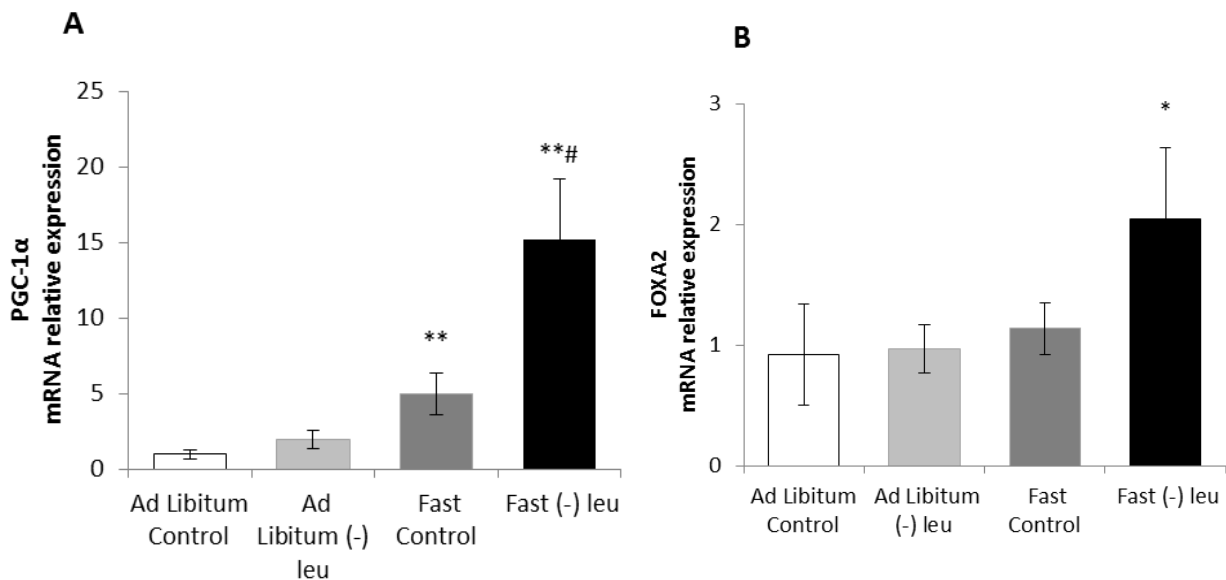 A
PGC-1α
mRNA relative expression
25
20
15
10
5
0
**
**#
Ad Libitum
Control
Ad
Libitum (-)
leu
Fast
Control
Fast (-) leu
B
FOXA2
mRNA relative expression
3
2
1
0
*
Ad Libitum
Control
Ad Libitum
(-) leu
Fast
Control
Fast (-) leu